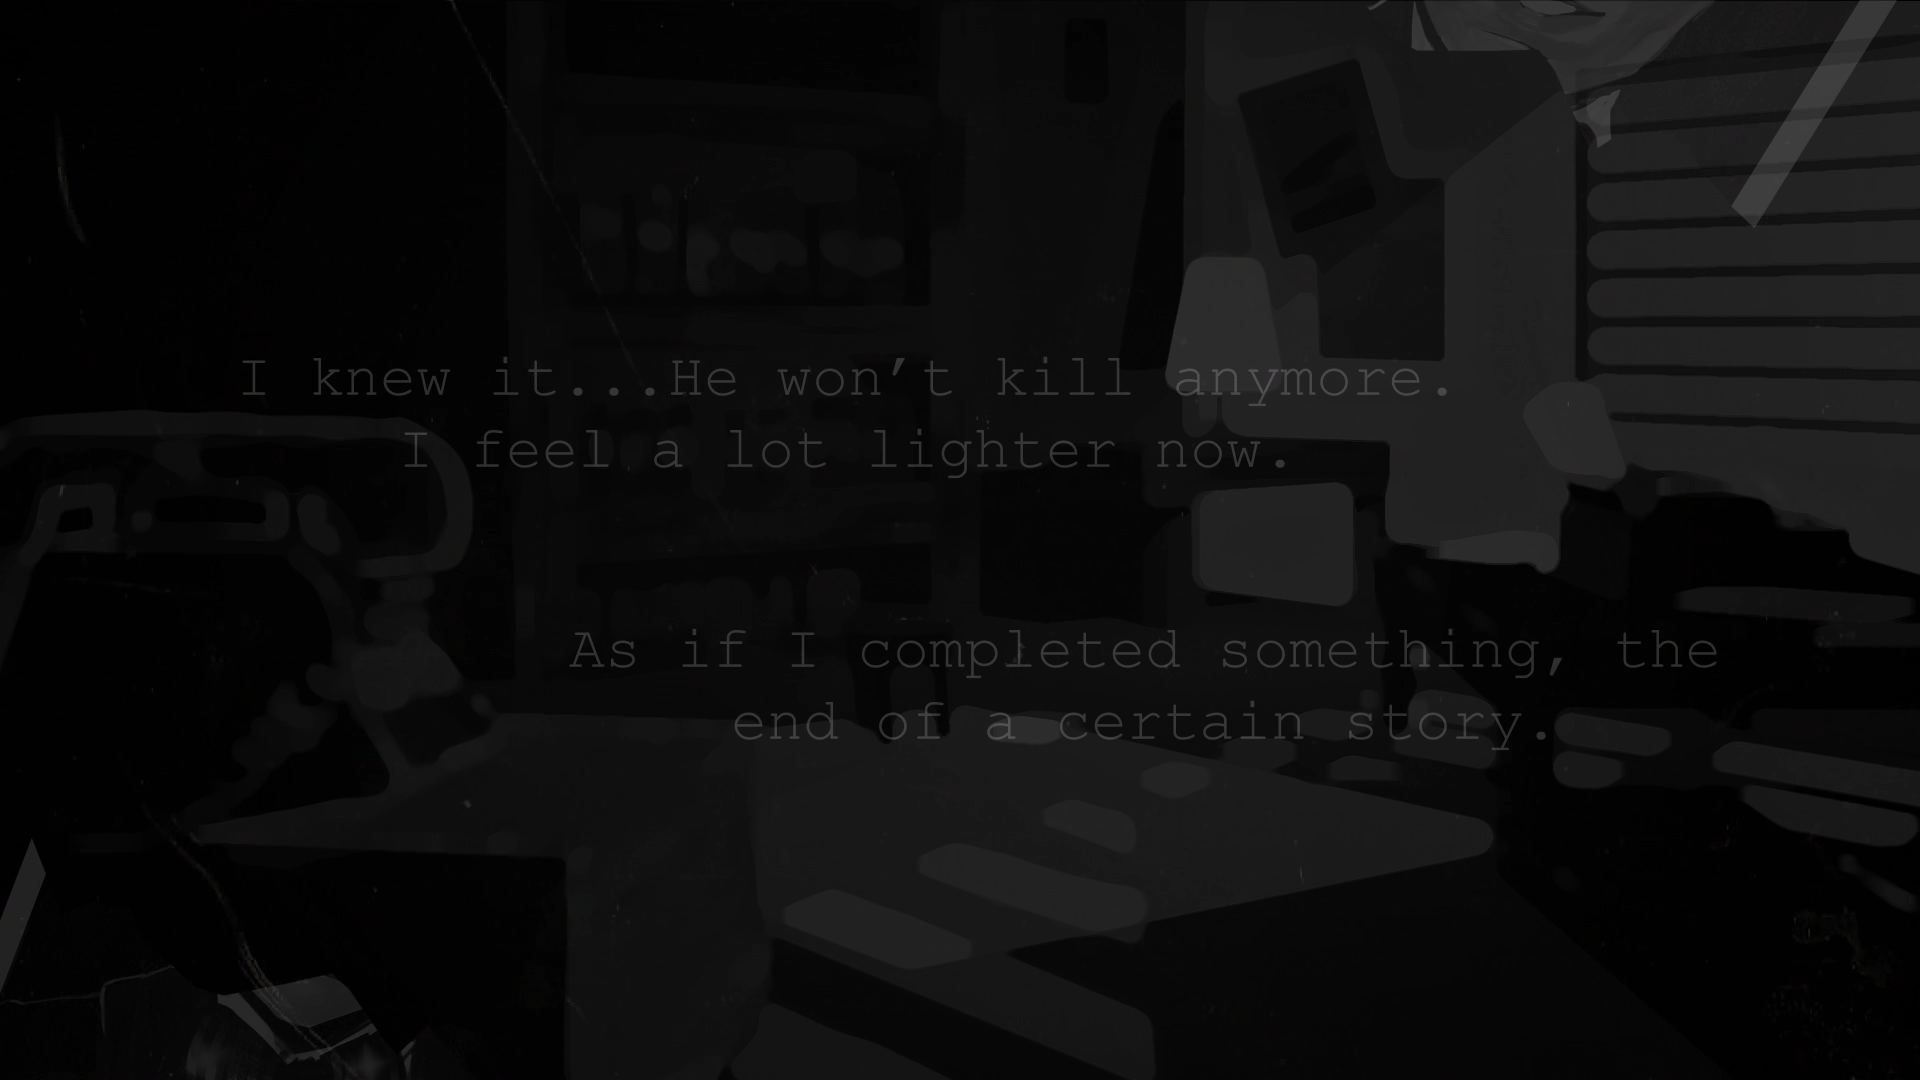 I knew it...He won’t kill anymore.
I feel a lot lighter now.
As if I completed something, the
end of a certain story.